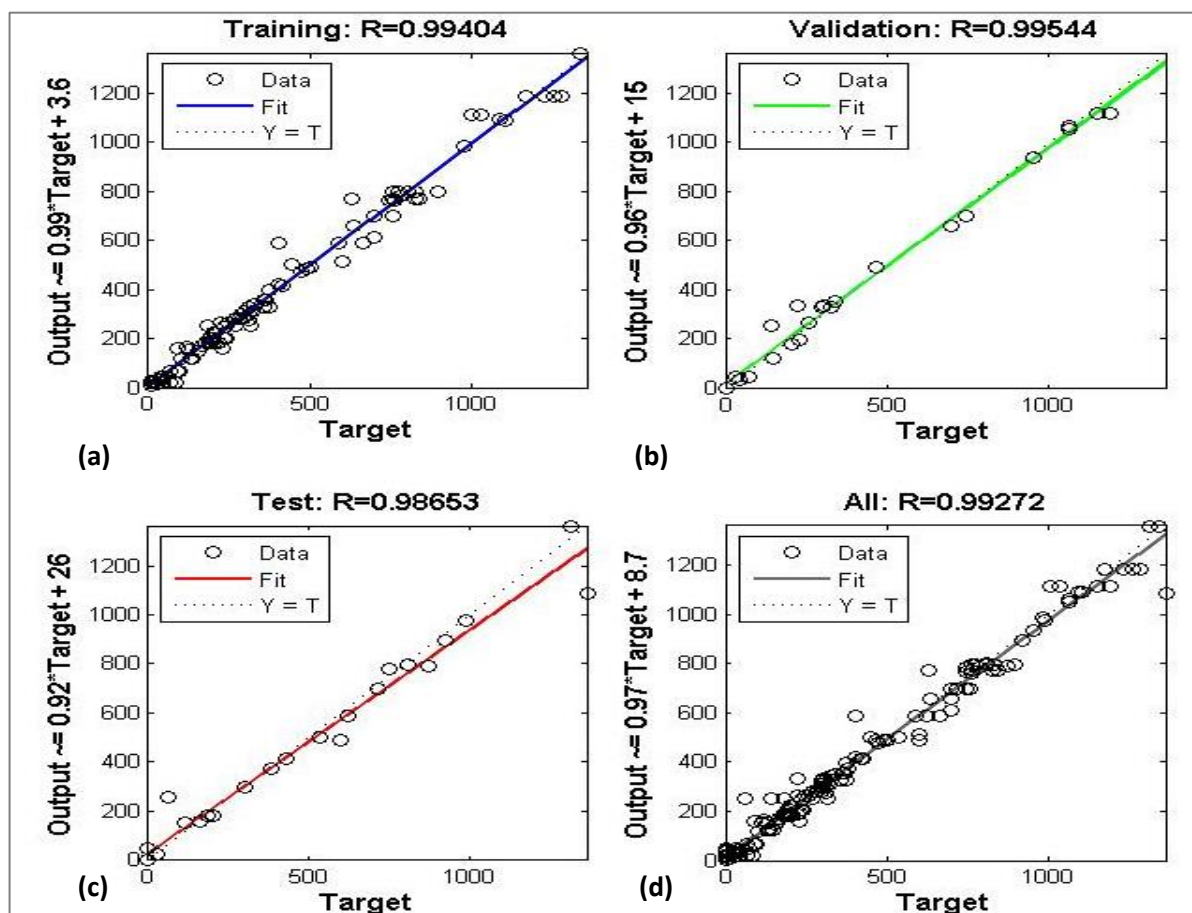 Training: R=0.99404
Output ~= 0.99*Target + 3.6
Data
Fit
Y = T
1200
1000
800
600
400
200
0
0 500 1000
Target
(a)
Validation: R=0.99544
Output ~= 0.96*Target + 15
Data
Fit
Y = T
1200
1000
800
600
400
200
0
0 500 1000
Target
(b)
Test: R=0.98653
Output ~= 0.92*Target + 26
Data
Fit
Y = T
1200
1000
800
600
400
200
0
0 500 1000
Target
(c)
All: R=0.99272
Output ~= 0.97*Target + 8.7
Data
Fit
Y = T
1200
1000
800
600
400
200
0
0 500 1000
Target
(d)